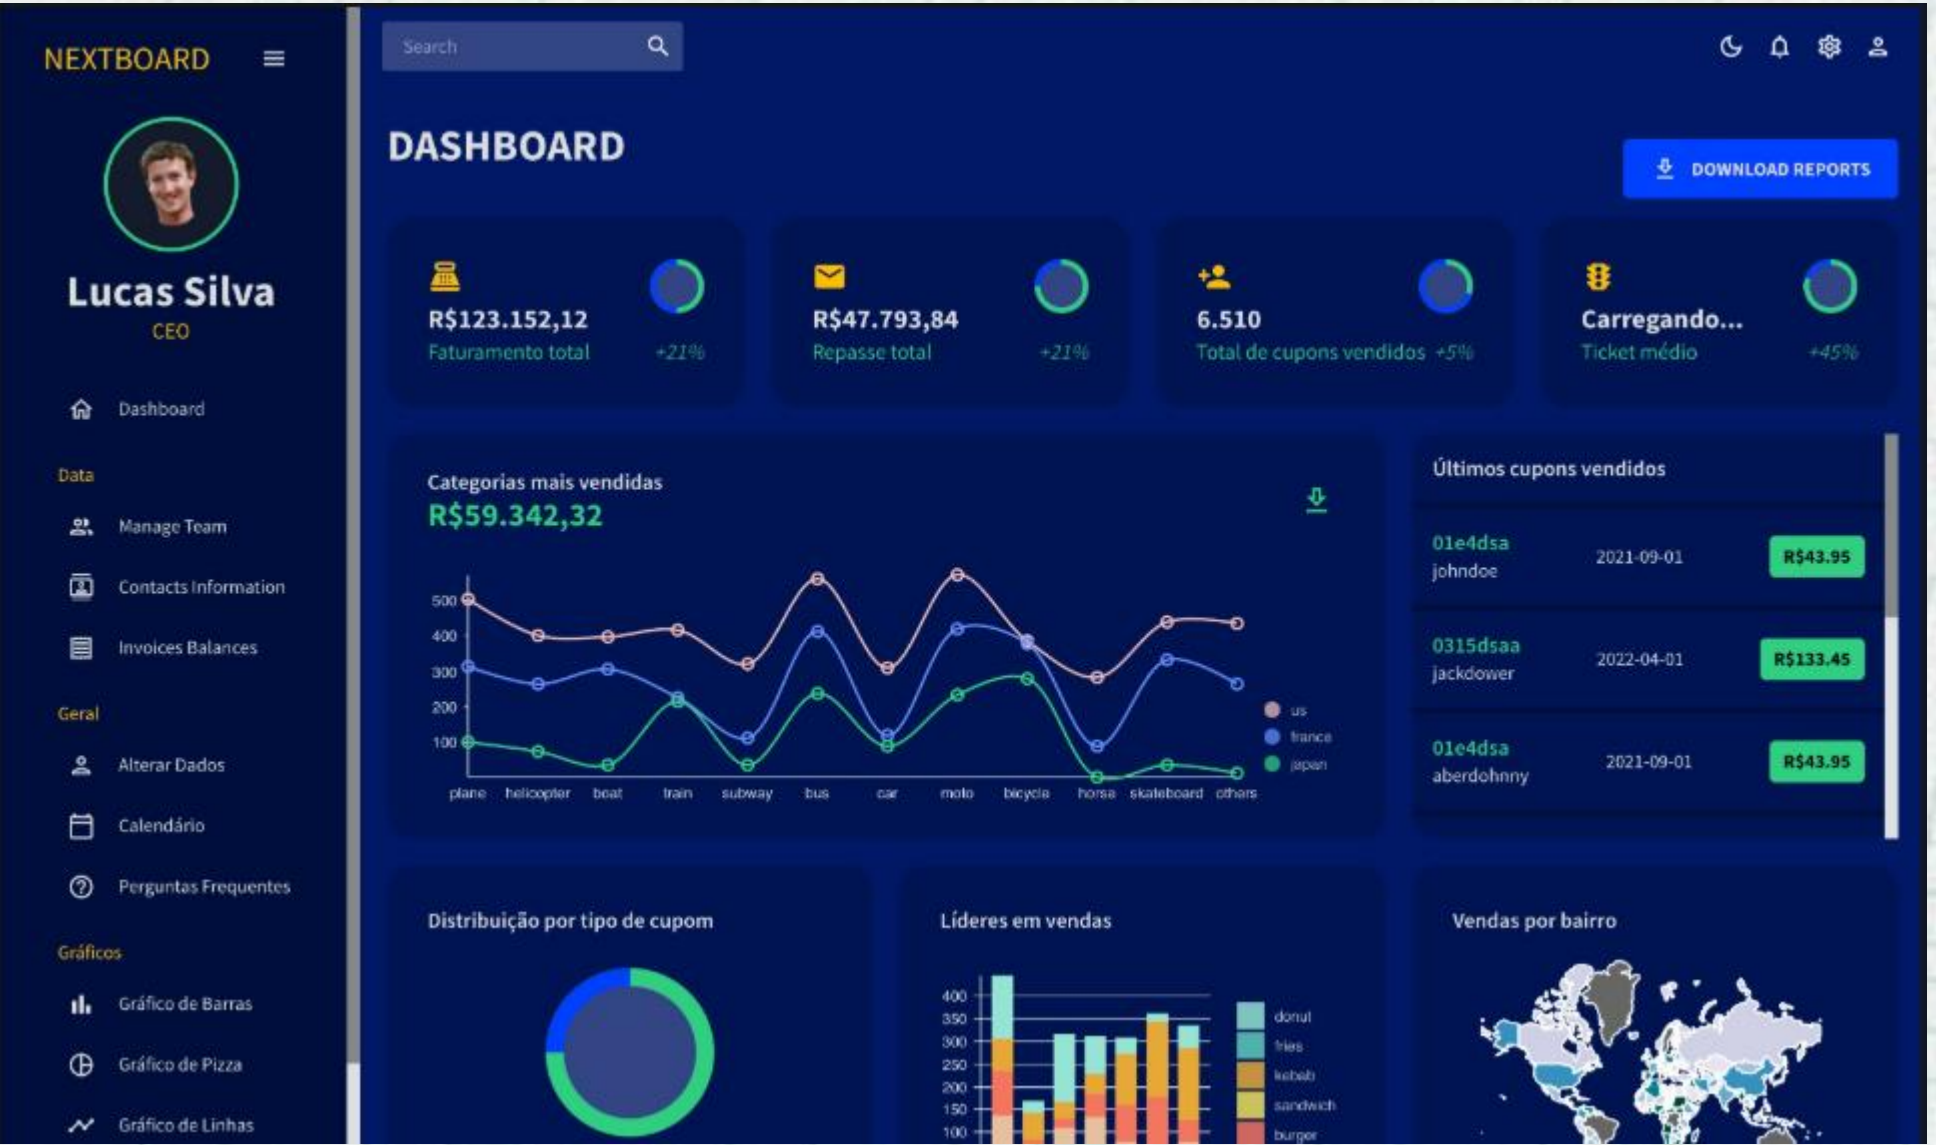 NEXTBOARD
Lucas Silva
CEO
Dashboard
Data
Manage Team
Contacts Information
Invoices Balances
Geral
Alterar Dados
Calendário
Perguntas Frequentes
Gráficos
Gráfico de Barras
Gráfico de Pizza
Gráfico de Linhas
Search
DASHBOARD
DOWNLOAD REPORTS
R$123.152,12
Faturamento total +21%
R$47.793,84
Repasse total +21%
6.510
Total de cupons vendidos +5%
Carregando...
Ticket médio +45%
Categorias mais vendidas
R$59.342,32
500
400
300
200
100
plane helicopter boat train subway bus car moto bicycle horse skateboard others
us
france
japan
Últimos cupons vendidos
01e4dsa
johndoe
2021-09-01
R$43.95
0315dsaa
jackdower
2022-04-01
R$133.45
01e4dsa
aberdohnny
2021-09-01
R$43.95
Distribuição por tipo de cupom
Líderes em vendas
400
350
300
250
200
150
100
donut
fries
kebab
sandwich
burger
Vendas por bairro